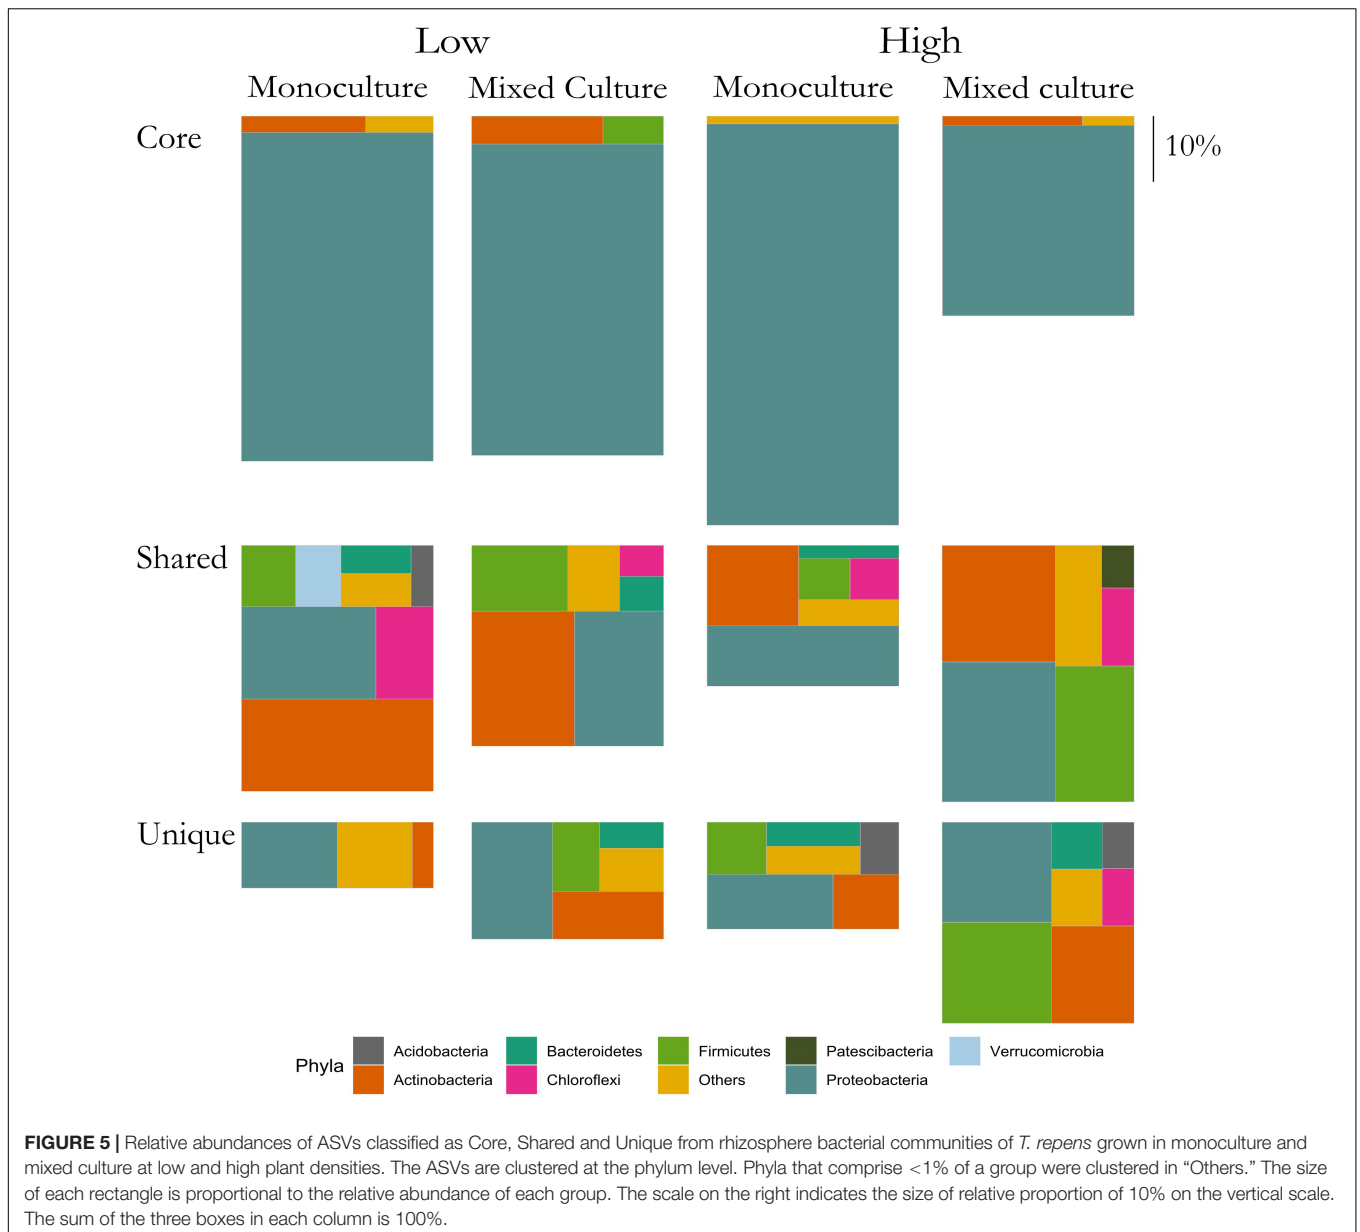 Low High
Monoculture Mixed Culture Monoculture Mixed culture
Core
10%
Shared
Unique
Phyla
Acidobacteria Bacteroidetes Firmicutes Patescibacteria Verrucomicrobia
Actinobacteria Chloroflexi Others Proteobacteria
FIGURE 5 | Relative abundances of ASVs classified as Core, Shared and Unique from rhizosphere bacterial communities of T. repens grown in monoculture and
mixed culture at low and high plant densities. The ASVs are clustered at the phylum level. Phyla that comprise <1% of a group were clustered in “Others.” The size
of each rectangle is proportional to the relative abundance of each group. The scale on the right indicates the size of relative proportion of 10% on the vertical scale.
The sum of the three boxes in each column is 100%.